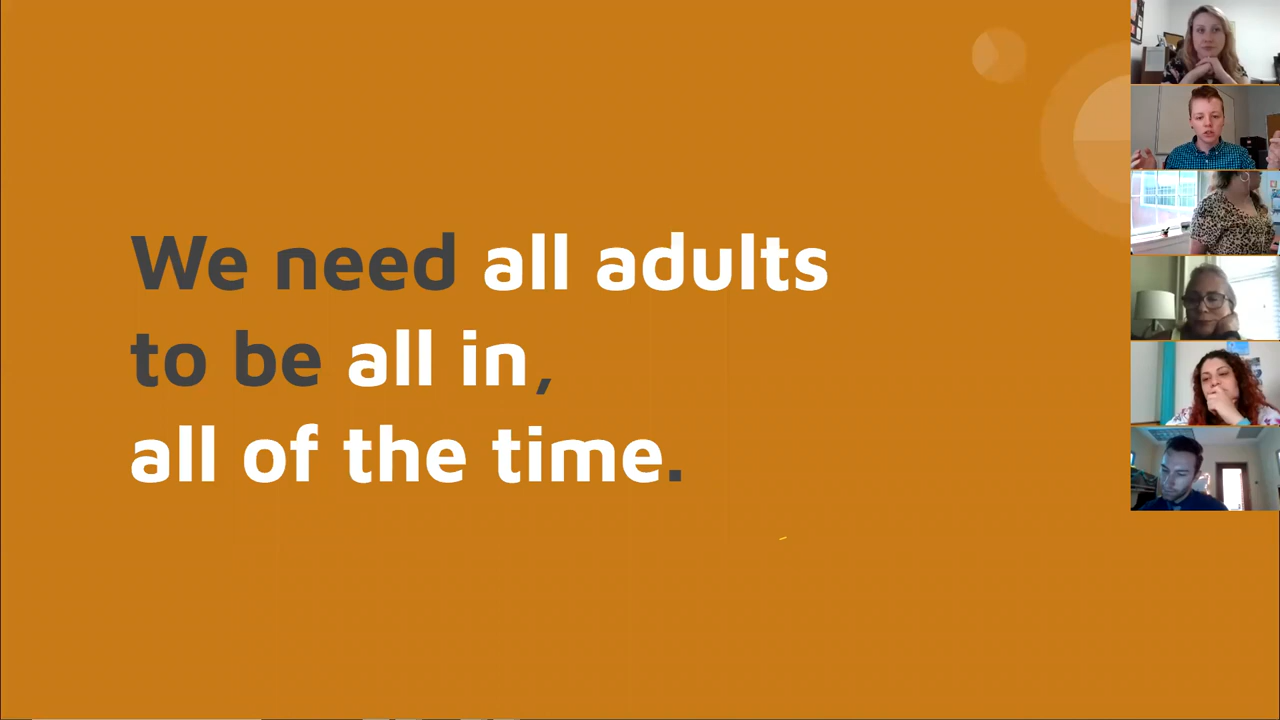 We need all adults
to be all in,
all of the time.